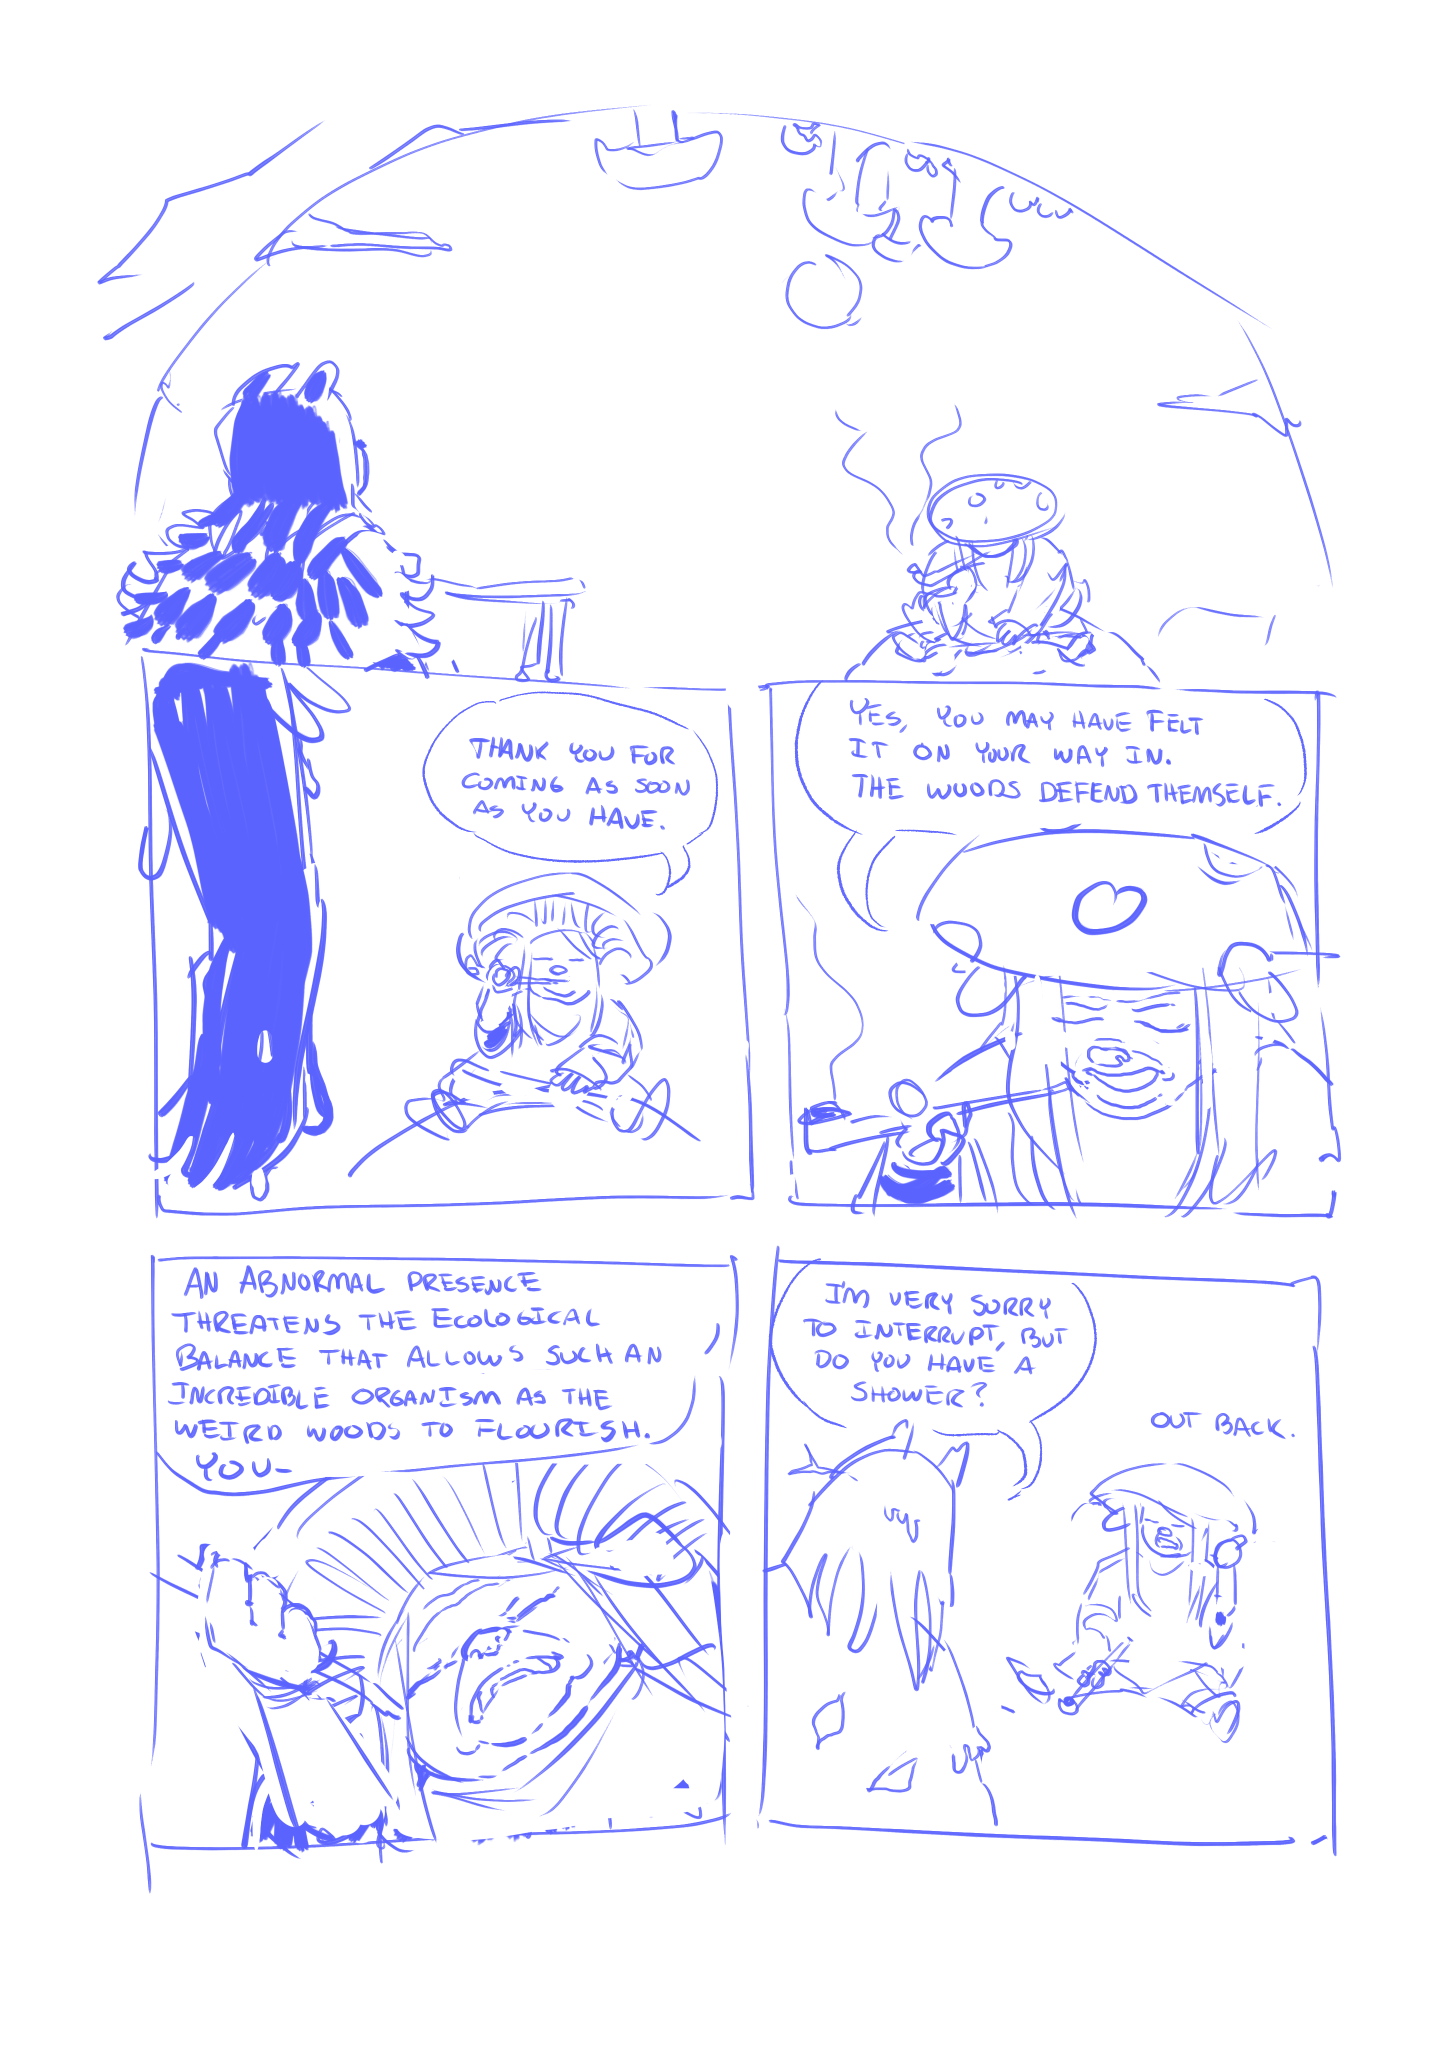 THANK YOU FOR
COMING AS SOON
AS YOU HAVE.
YES, YOU MAY HAVE FELT
IT ON YOUR WAY IN.
THE WOODS DEFEND THEMSELF.
AN ABNORMAL PRESENCE
THREATENS THE ECOLOGICAL
BALANCE THAT ALLOWS SUCH AN
INCREDIBLE ORGANISM AS THE
WEIRD WOODS TO FLOURISH.
YOU-
I'M VERY SORRY
TO INTERRUPT, BUT
DO YOU HAVE A
SHOWER?
OUT BACK.